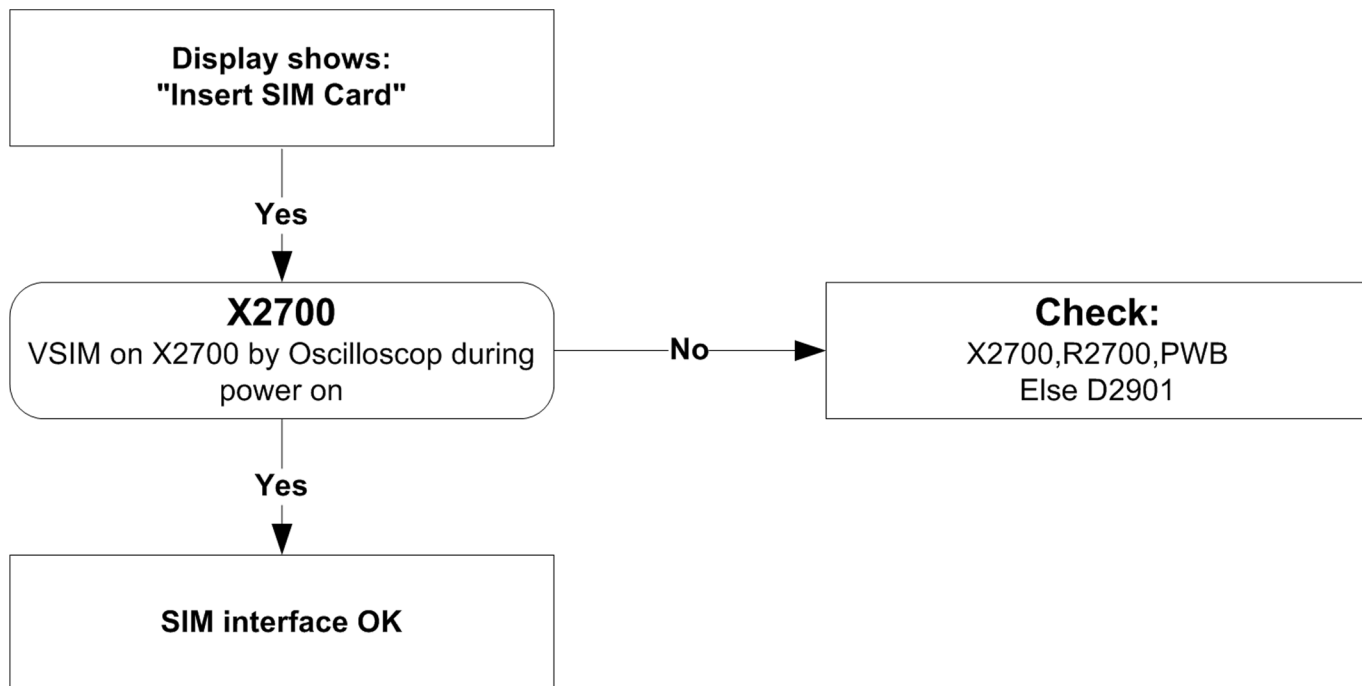 Display shows:
"Insert SIM Card"
Yes
X2700
VSIM on X2700 by Oscilloscop during
power on
No
Check:
X2700,R2700,PWB
Else D2901
Yes
SIM interface OK